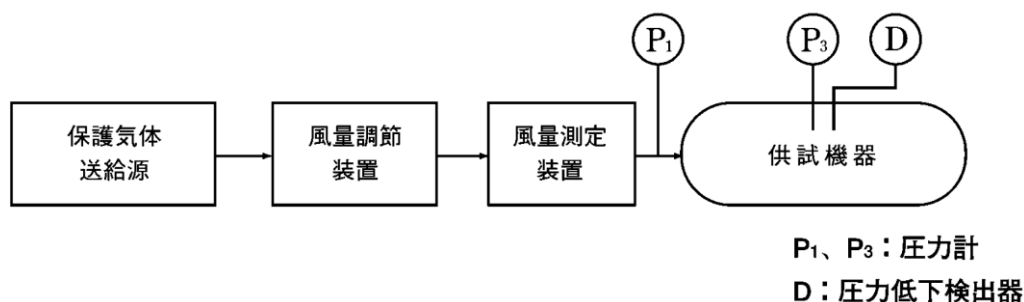 P₁
P₃
D
保護気体
送給源
風量調節
装置
風量測定
装置
供試機器
P₁、P₃：圧力計
D：圧力低下検出器